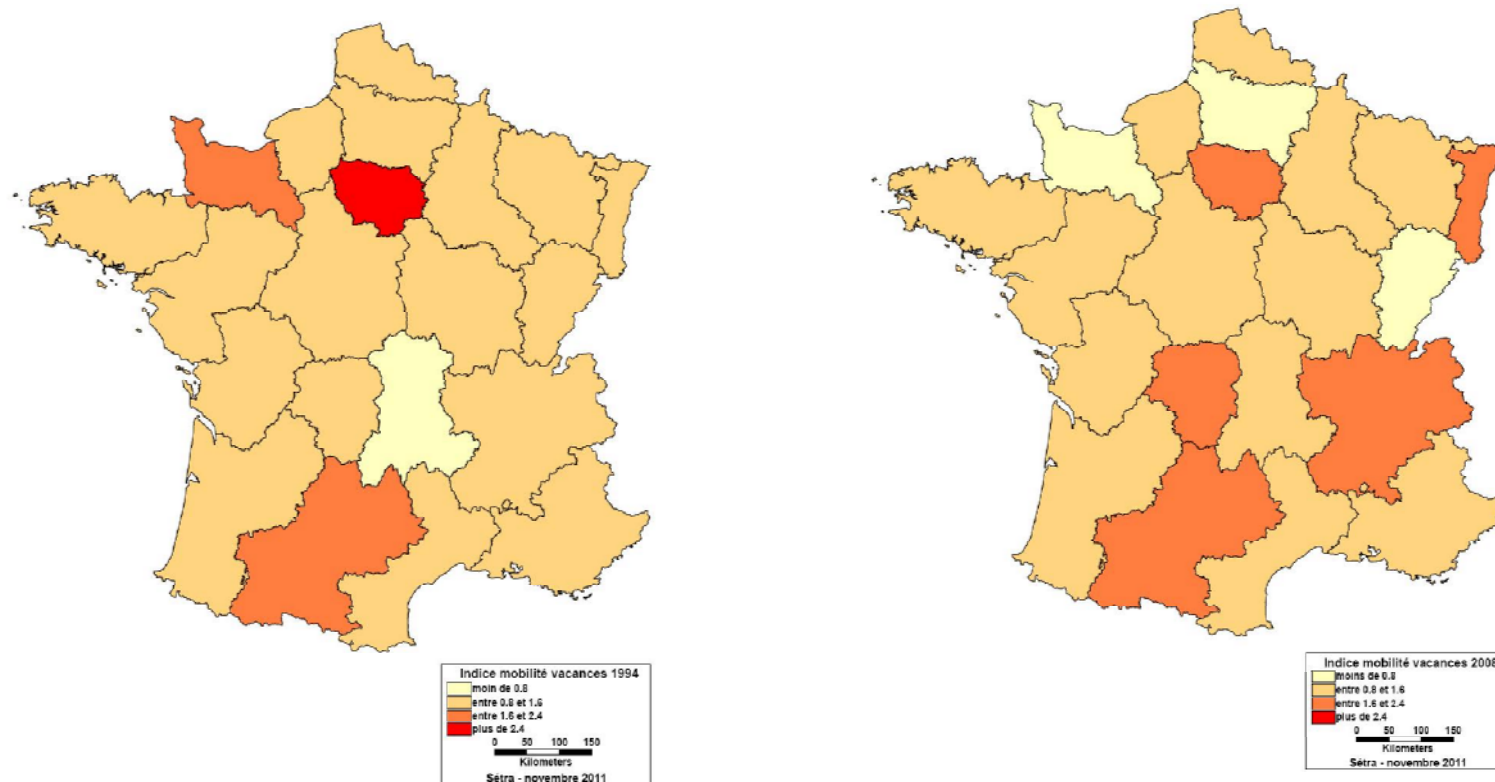 Indice mobilité vacances 1994
moin de 0.8
entre 0.8 et 1.6
entre 1.6 et 2.4
plus de 2.4
0 50 100 150
Kilometers
Sétra - novembre 2011
Indice mobilité vacances 2008
moins de 0.8
entre 0.8 et 1.6
entre 1.6 et 2.4
plus de 2.4
0 50 100 150
Kilometers
Sétra - novembre 2011